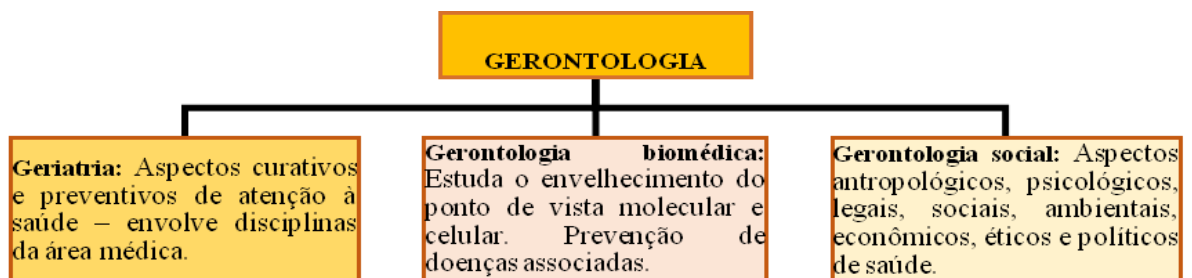 GERONTOLOGIA
Geriatria: Aspectos curativos
e preventivos de atenção à
saúde – envolve disciplinas
da área médica.
Gerontologia biomédica:
Estuda o envelhecimento do
ponto de vista molecular e
celular. Prevenção de
doenças associadas.
Gerontologia social: Aspectos
antropológicos, psicológicos,
legais, sociais, ambientais,
econômicos, éticos e políticos
de saúde.